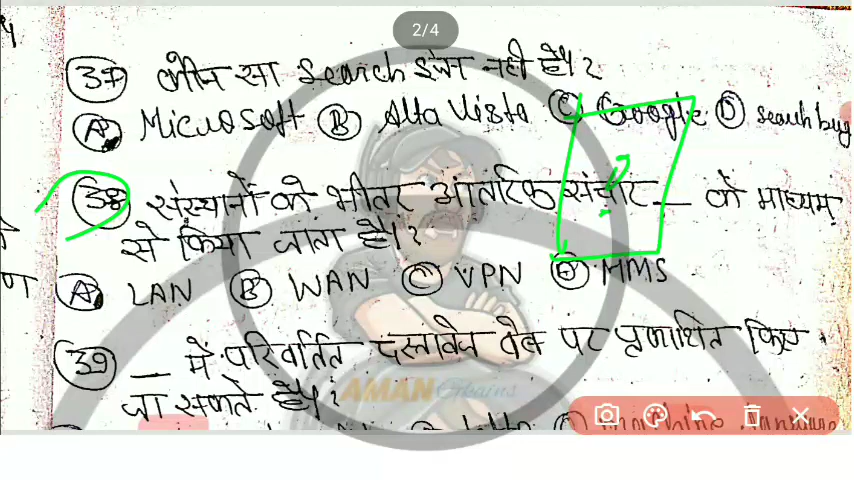 2/4
37 कौन सा search इंजन नही है। ?
A Microsoft B Alta Vista C Google D search bug
38 संस्थानों के भीतर आंतरिक संचार _ के माध्यम
से किया जाता है। ?
A LAN B WAN C VPN D MMS
39 _ में परिवर्तित दस्तावेज वेब पर प्रकाशित किए
जा सकते है। ?
AMAN